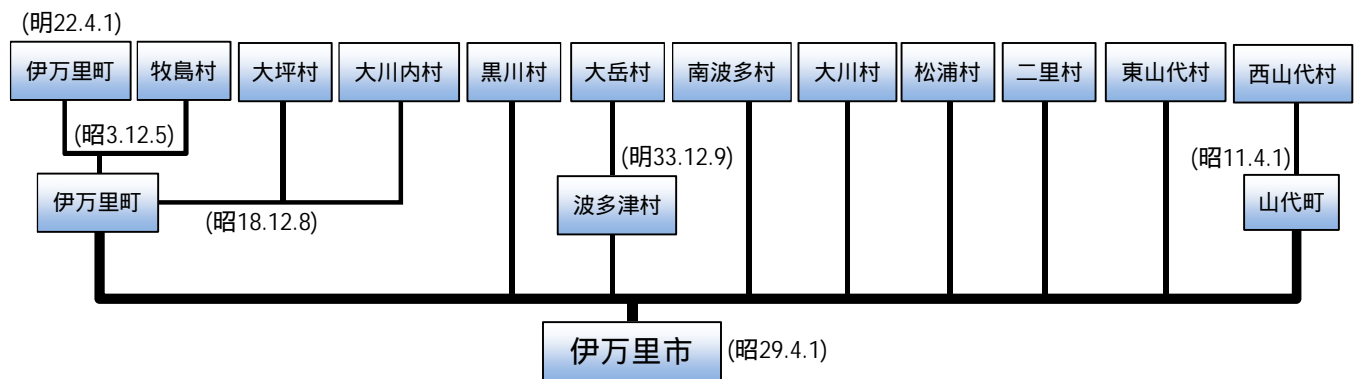 (明22.4.1)
伊万里町 牧島村 大坪村 大川内村 黒川村 大岳村 南波多村 大川村 松浦村 二里村 東山代村 西山代村
(昭3.12.5) (明33.12.9) (昭11.4.1)
伊万里町 波多津村 山代町
(昭18.12.8)
伊万里市 (昭29.4.1)